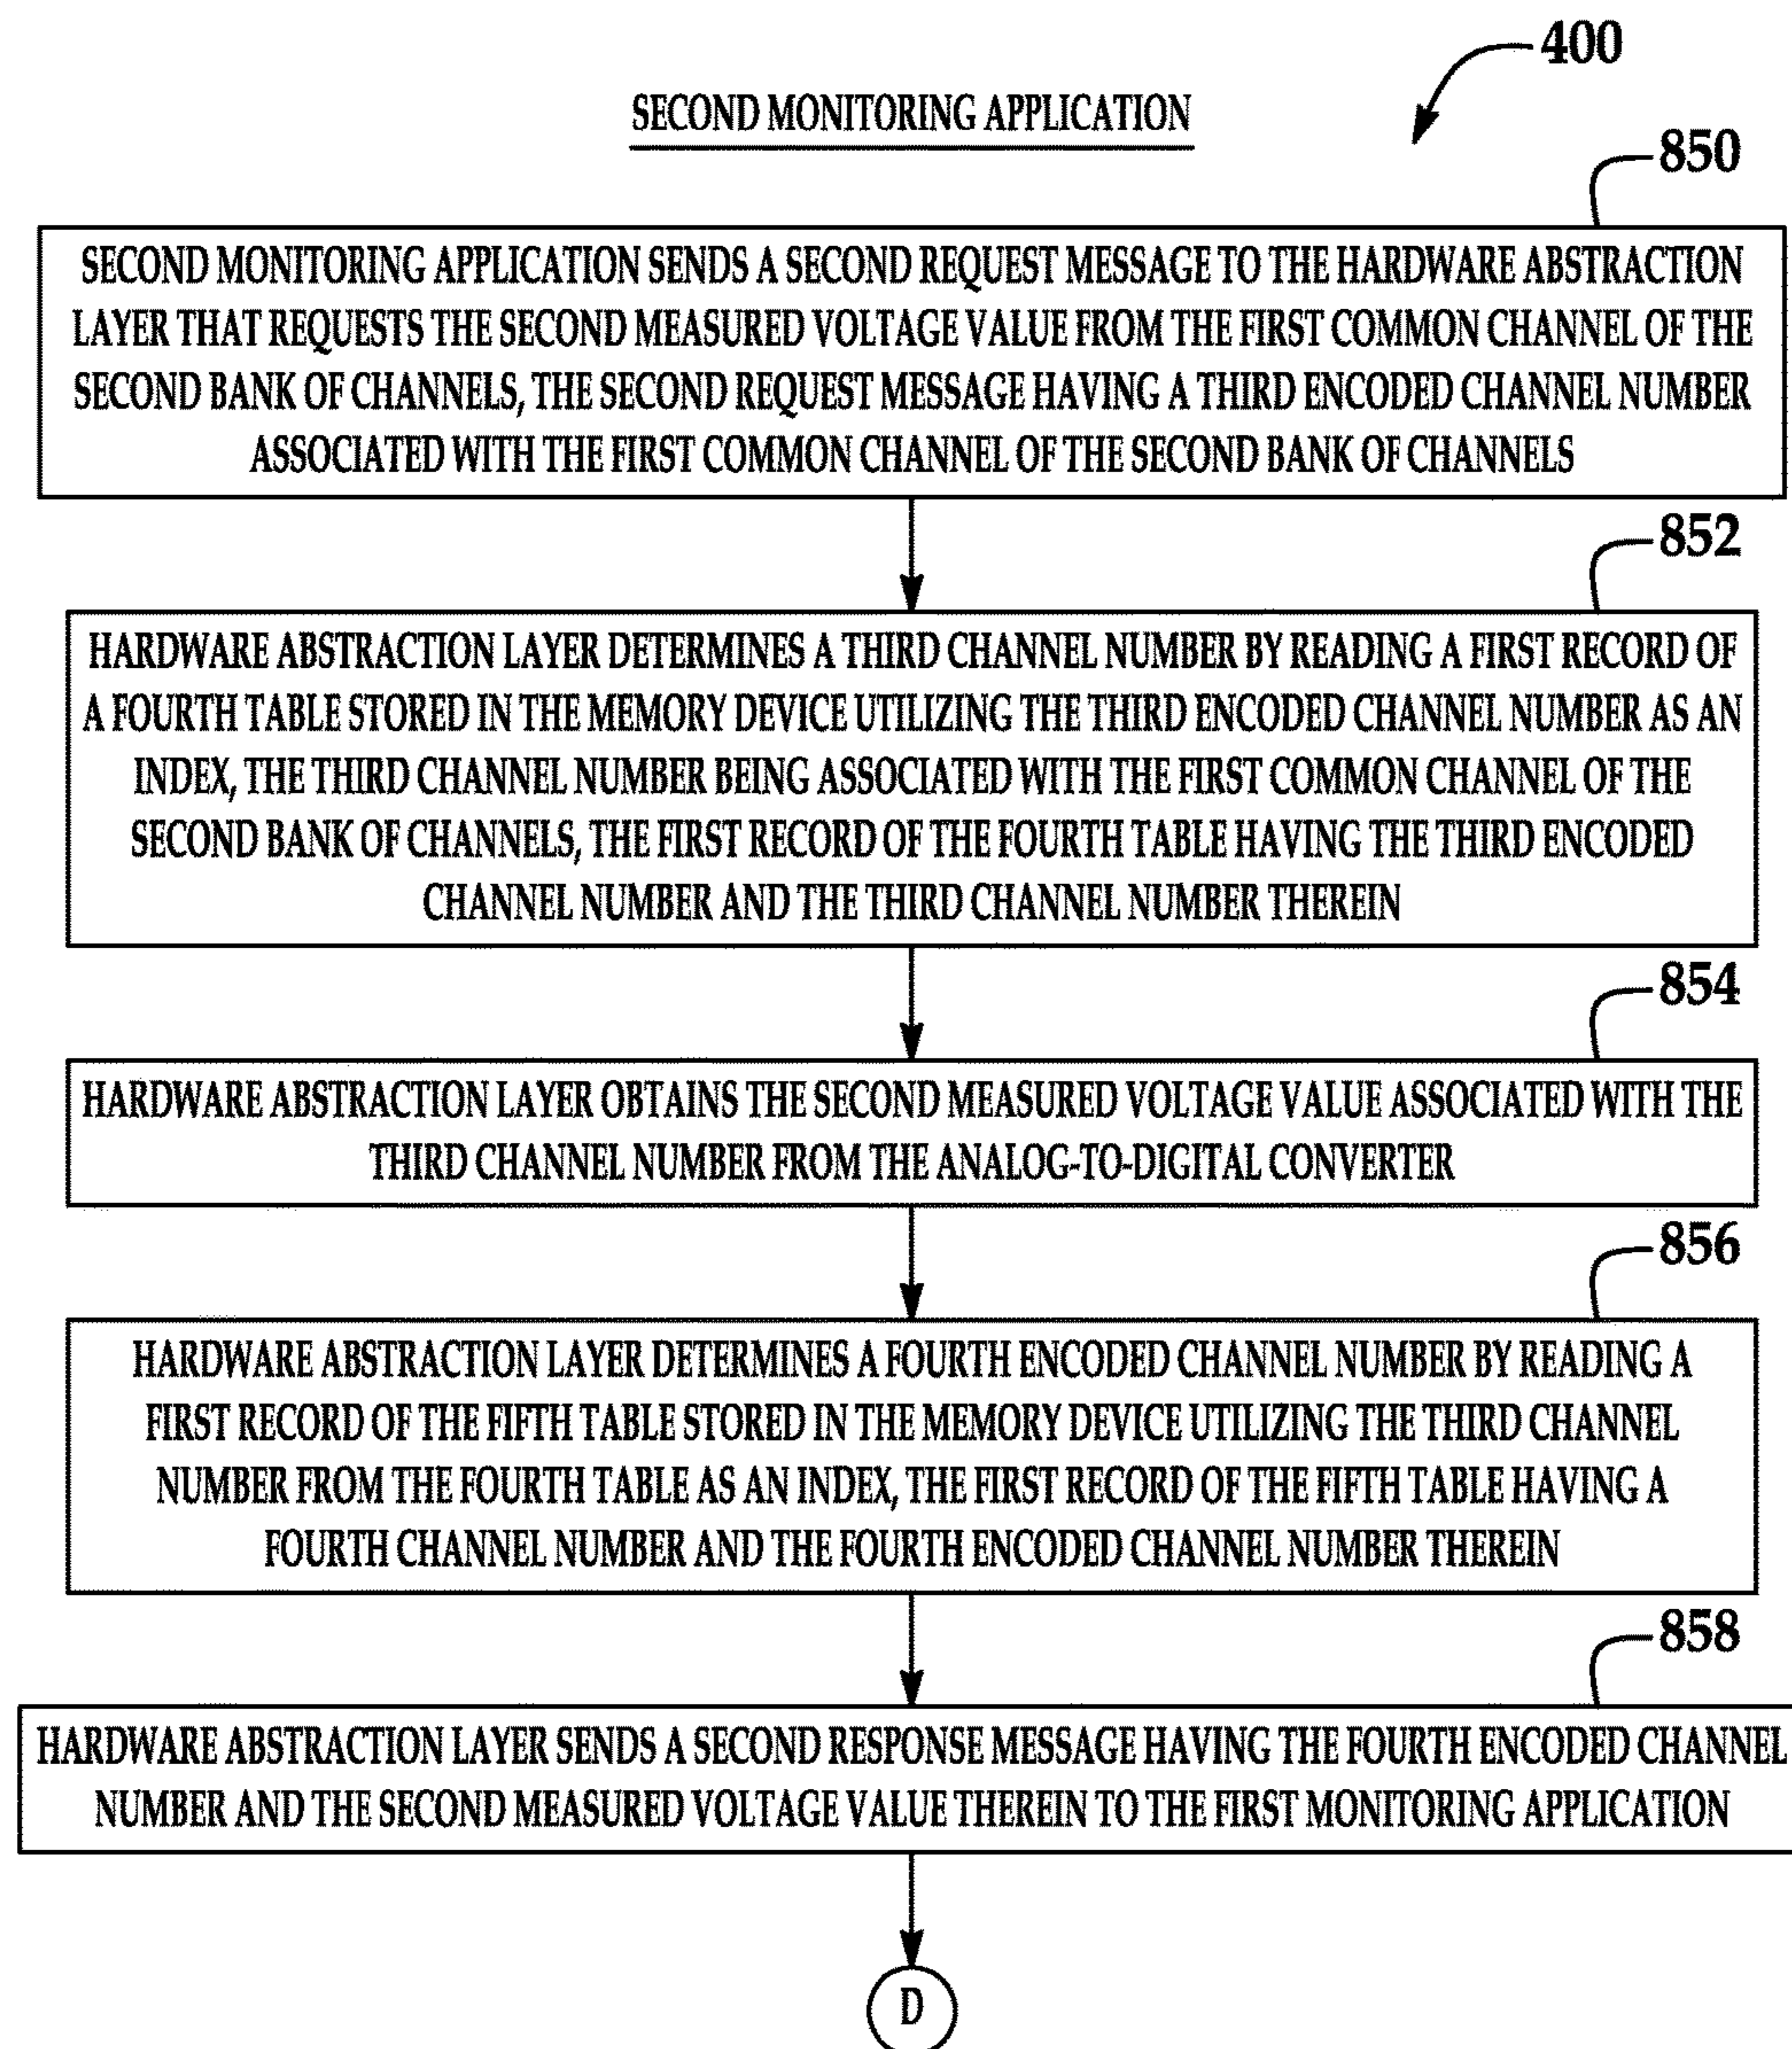 400
SECOND MONITORING APPLICATION
850
SECOND MONITORING APPLICATION SENDS A SECOND REQUEST MESSAGE TO THE HARDWARE ABSTRACTION
LAYER THAT REQUESTS THE SECOND MEASURED VOLTAGE VALUE FROM THE FIRST COMMON CHANNEL OF THE
SECOND BANK OF CHANNELS, THE SECOND REQUEST MESSAGE HAVING A THIRD ENCODED CHANNEL NUMBER
ASSOCIATED WITH THE FIRST COMMON CHANNEL OF THE SECOND BANK OF CHANNELS
852
HARDWARE ABSTRACTION LAYER DETERMINES A THIRD CHANNEL NUMBER BY READING A FIRST RECORD OF
A FOURTH TABLE STORED IN THE MEMORY DEVICE UTILIZING THE THIRD ENCODED CHANNEL NUMBER AS AN
INDEX, THE THIRD CHANNEL NUMBER BEING ASSOCIATED WITH THE FIRST COMMON CHANNEL OF THE
SECOND BANK OF CHANNELS, THE FIRST RECORD OF THE FOURTH TABLE HAVING THE THIRD ENCODED
CHANNEL NUMBER AND THE THIRD CHANNEL NUMBER THEREIN
854
HARDWARE ABSTRACTION LAYER OBTAINS THE SECOND MEASURED VOLTAGE VALUE ASSOCIATED WITH THE
THIRD CHANNEL NUMBER FROM THE ANALOG-TO-DIGITAL CONVERTER
856
HARDWARE ABSTRACTION LAYER DETERMINES A FOURTH ENCODED CHANNEL NUMBER BY READING A
FIRST RECORD OF THE FIFTH TABLE STORED IN THE MEMORY DEVICE UTILIZING THE THIRD CHANNEL
NUMBER FROM THE FOURTH TABLE AS AN INDEX, THE FIRST RECORD OF THE FIFTH TABLE HAVING A
FOURTH CHANNEL NUMBER AND THE FOURTH ENCODED CHANNEL NUMBER THEREIN
858
HARDWARE ABSTRACTION LAYER SENDS A SECOND RESPONSE MESSAGE HAVING THE FOURTH ENCODED CHANNEL
NUMBER AND THE SECOND MEASURED VOLTAGE VALUE THEREIN TO THE FIRST MONITORING APPLICATION
D